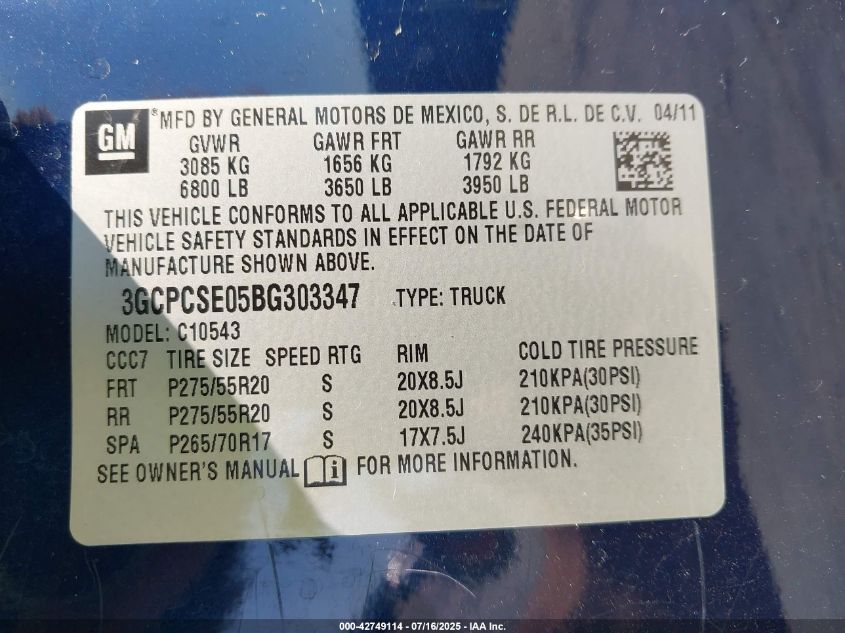 GM
*MFD BY GENERAL MOTORS DE MEXICO, S. DE R.L. DE C.V. 04/11
GVWR GAWR FRT GAWR RR
3085 KG 1656 KG 1792 KG
6800 LB 3650 LB 3950 LB
THIS VEHICLE CONFORMS TO ALL APPLICABLE U.S. FEDERAL MOTOR
VEHICLE SAFETY STANDARDS IN EFFECT ON THE DATE OF
MANUFACTURE SHOWN ABOVE.
3GCPCSE05BG303347 TYPE: TRUCK
MODEL: C10543
CCC7 TIRE SIZE SPEED RTG RIM COLD TIRE PRESSURE
FRT P275/55R20 S 20X8.5J 210KPA(30PSI)
RR P275/55R20 S 20X8.5J 210KPA(30PSI)
SPA P265/70R17 S 17X7.5J 240KPA(35PSI)
SEE OWNER'S MANUAL i FOR MORE INFORMATION.
000-42749114 - 07/16/2025 - IAA Inc.